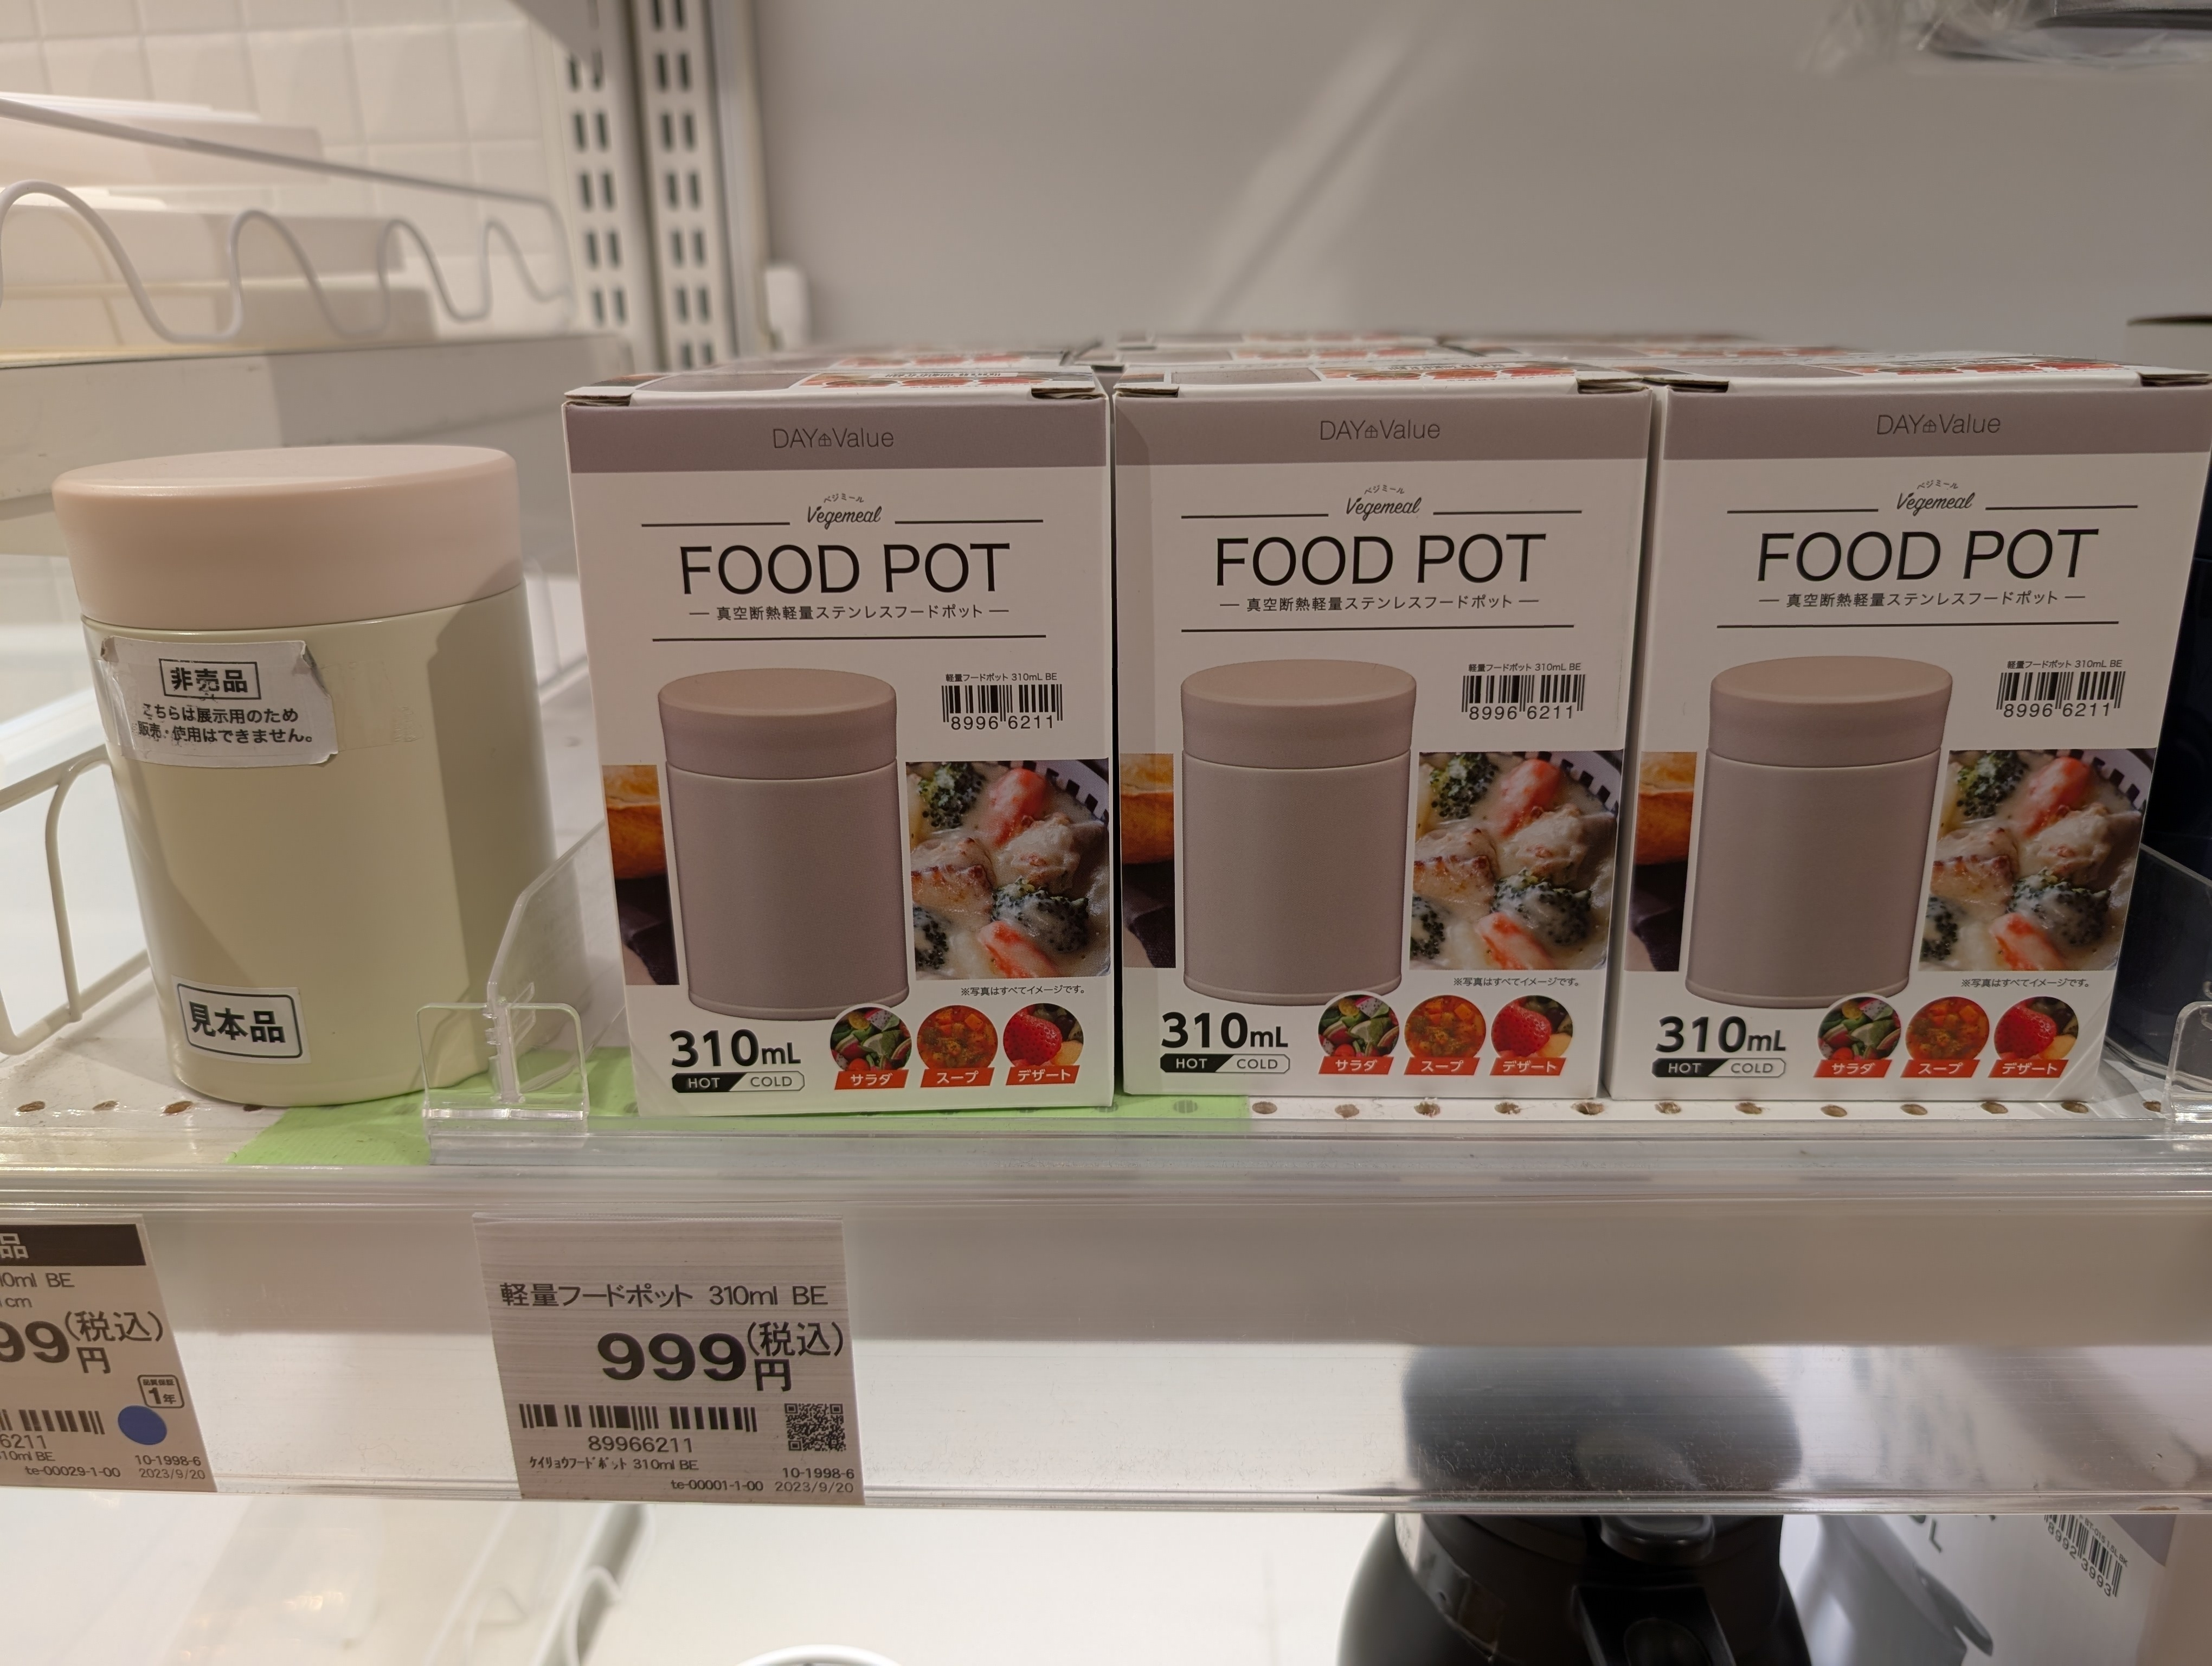 非売品
こちらは展示用のため
販売・使用はできません。
見本品
DAY Value
ベジミール
Vegemeal
FOOD POT
真空断熱軽量ステンレスフードポット
軽量フードポット 310mL BE
8996 6211
※写真はすべてイメージです。
310mL
HOT COLD
サラダ
スープ
デザート
DAY Value
ベジミール
Vegemeal
FOOD POT
真空断熱軽量ステンレスフードポット
軽量フードポット 310mL BE
8996 6211
※写真はすべてイメージです。
310mL
HOT COLD
サラダ
スープ
デザート
DAY Value
ベジミール
Vegemeal
FOOD POT
真空断熱軽量ステンレスフードポット
軽量フードポット 310mL BE
8996 6211
※写真はすべてイメージです。
310mL
HOT COLD
サラダ
スープ
デザート
品
0ml BE
cm
99円(税込)
品質保証
1年
6211
310ml BE
te-00029-1-00
10-1998-6
2023/9/20
軽量フードポット 310ml BE
999円(税込)
89966211
ケイリョウフードポット 310ml BE
te-00001-1-00
10-1998-6
2023/9/20
8992 3993